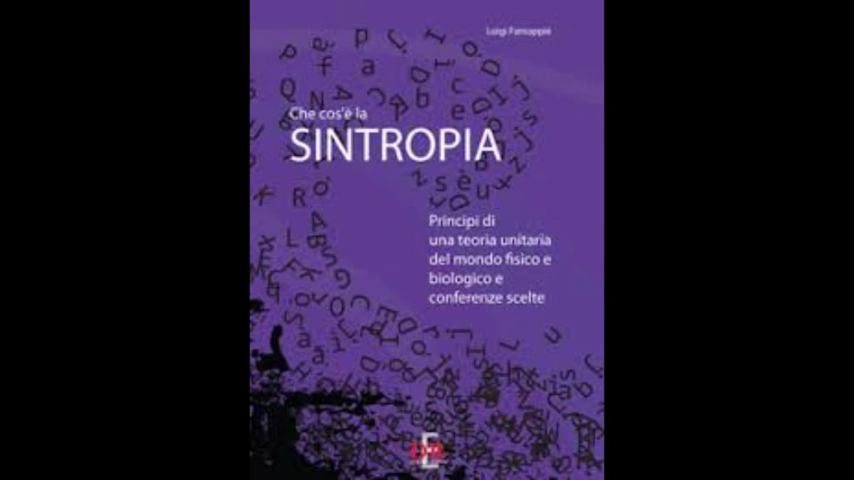 Luigi Fantappiè
Che cos'è la
SINTROPIA
Principi di
una teoria unitaria
del mondo fisico e
biologico e
conferenze scelte